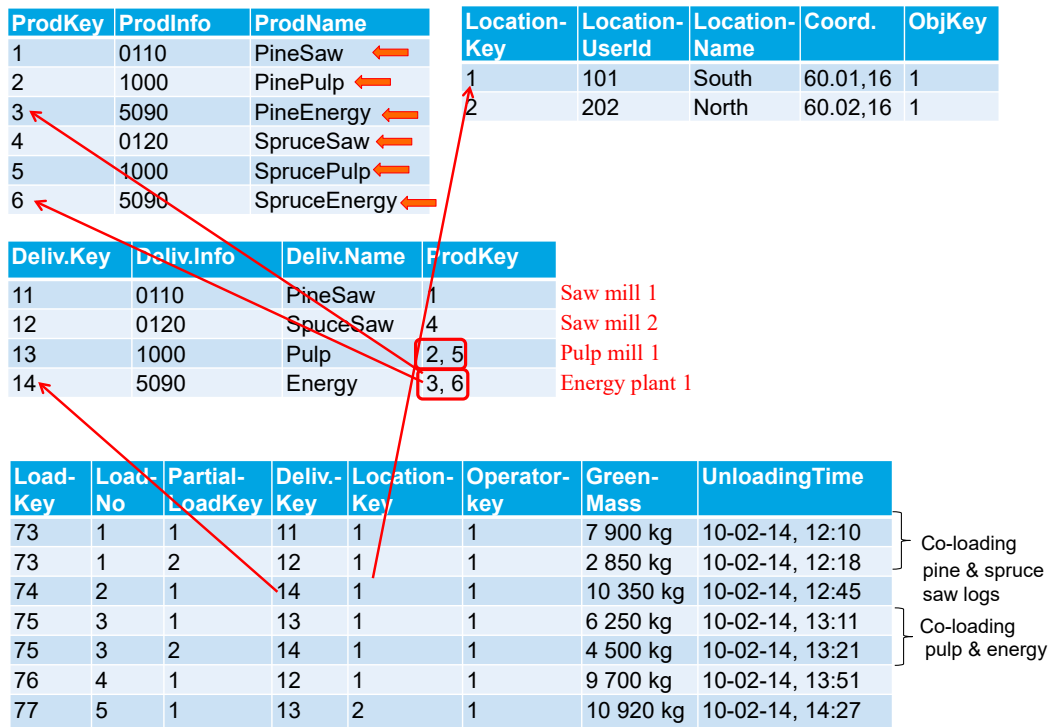 ProdKey ProdInfo ProdName
1 0110 PineSaw
2 1000 PinePulp
3 5090 PineEnergy
4 0120 SpruceSaw
5 1000 SprucePulp
6 5090 SpruceEnergy
Location- Location- Location- Coord. ObjKey
Key UserId Name
1 101 South 60.01,16 1
2 202 North 60.02,16 1
Deliv.Key Deliv.Info Deliv.Name ProdKey
11 0110 PineSaw 1 Saw mill 1
12 0120 SpuceSaw 4 Saw mill 2
13 1000 Pulp 2, 5 Pulp mill 1
14 5090 Energy 3, 6 Energy plant 1
Load- Load- Partial- Deliv.- Location- Operator- Green- UnloadingTime
Key No LoadKey Key Key key Mass
73 1 1 11 1 1 7 900 kg 10-02-14, 12:10
73 1 2 12 1 1 2 850 kg 10-02-14, 12:18
74 2 1 14 1 1 10 350 kg 10-02-14, 12:45
75 3 1 13 1 1 6 250 kg 10-02-14, 13:11
75 3 2 14 1 1 4 500 kg 10-02-14, 13:21
76 4 1 12 1 1 9 700 kg 10-02-14, 13:51
77 5 1 13 2 1 10 920 kg 10-02-14, 14:27
Co-loading
pine & spruce
saw logs
Co-loading
pulp & energy